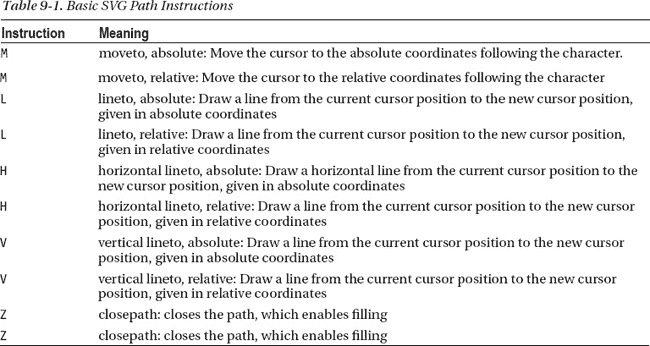 Table 9-1. Basic SVG Path Instructions
Instruction Meaning
M moveto, absolute: Move the cursor to the absolute coordinates following the character.
M moveto, relative: Move the cursor to the relative coordinates following the character
L lineto, absolute: Draw a line from the current cursor position to the new cursor position,
given in absolute coordinates
L lineto, relative: Draw a line from the current cursor position to the new cursor position,
given in relative coordinates
H horizontal lineto, absolute: Draw a horizontal line from the current cursor position to the
new cursor position, given in absolute coordinates
H horizontal lineto, relative: Draw a line from the current cursor position to the new cursor
position, given in relative coordinates
V vertical lineto, absolute: Draw a line from the current cursor position to the new cursor
position, given in absolute coordinates
V vertical lineto, relative: Draw a line from the current cursor position to the new cursor
position, given in relative coordinates
Z closepath: closes the path, which enables filling
Z closepath: closes the path, which enables filling